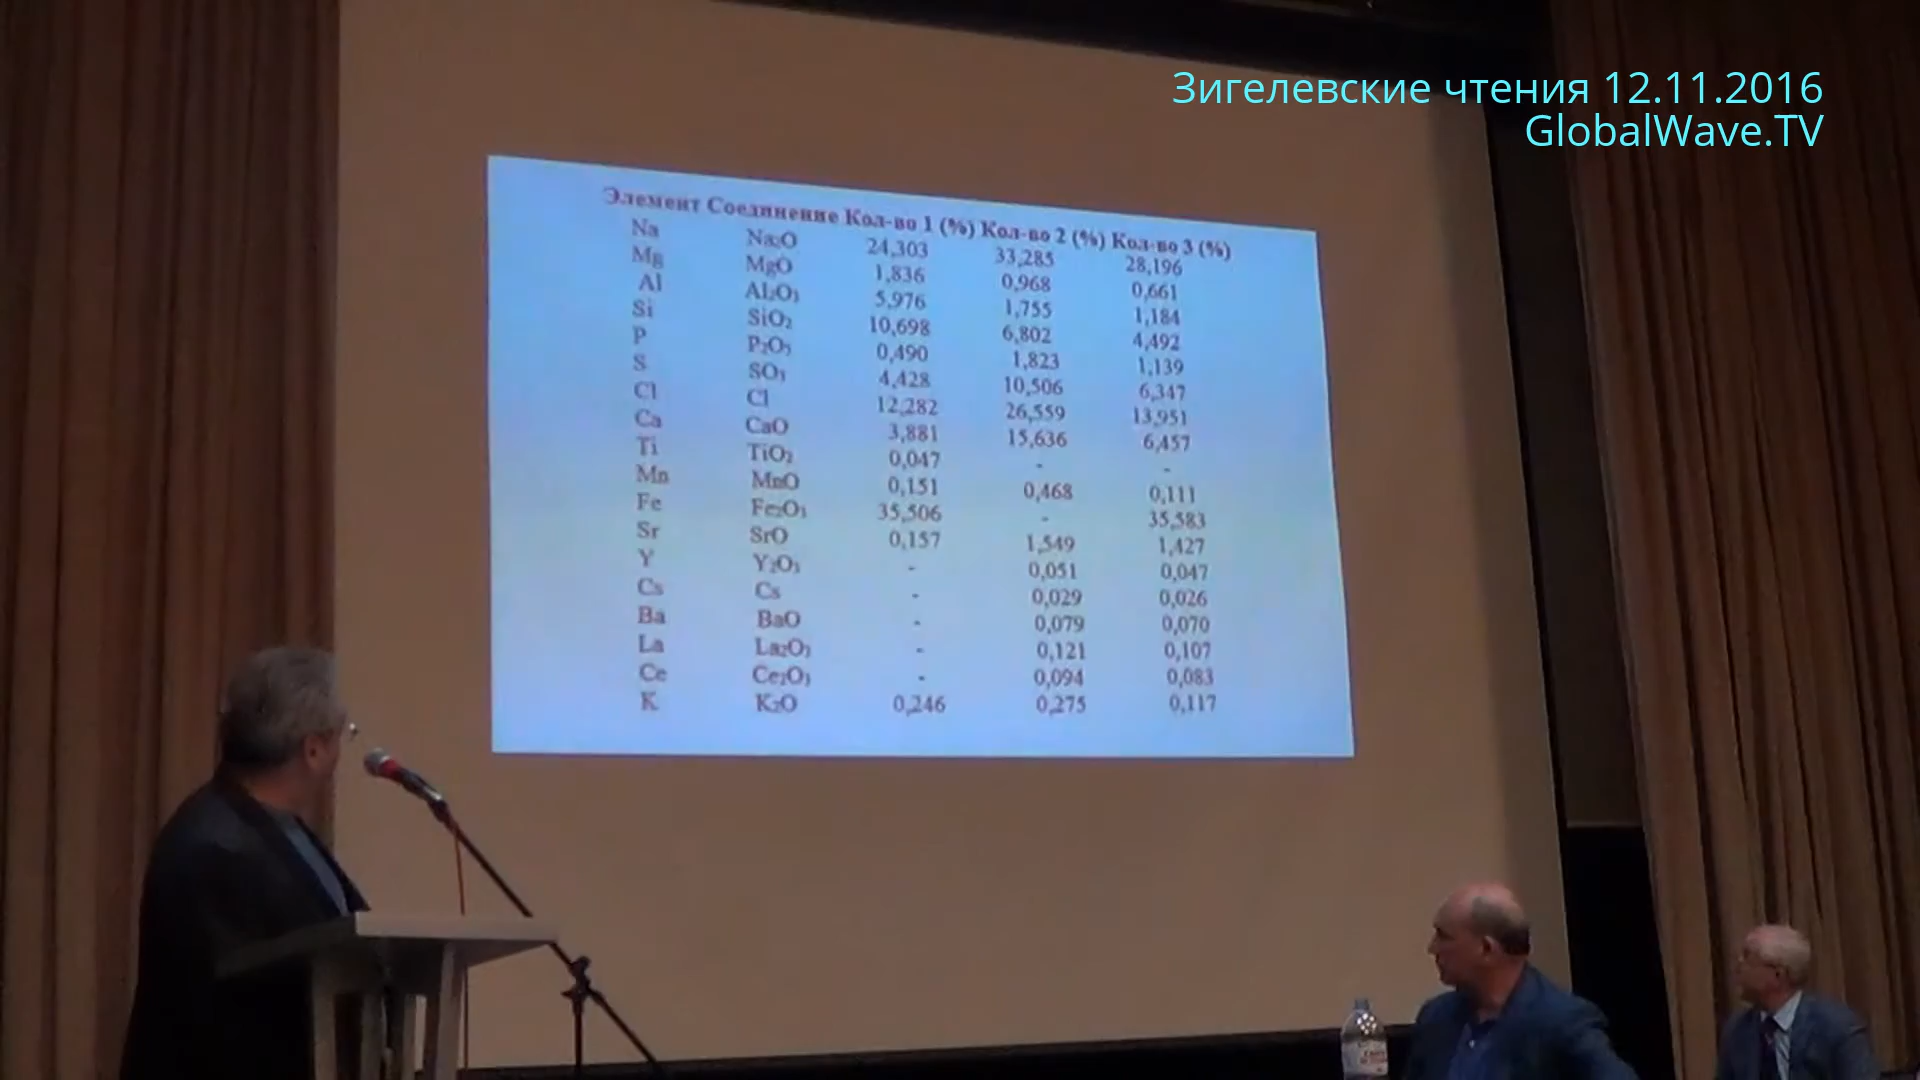 Зигелевские чтения 12.11.2016
GlobalWave.TV
Элемент Соединение Кол-во 1 (%) Кол-во 2 (%) Кол-во 3 (%)
Na Na₂O 24,303 33,285 28,196
Mg MgO 1,836 0,968 0,661
Al Al₂O₃ 5,976 1,755 1,184
Si SiO₂ 10,698 6,802 4,492
P P₂O₅ 0,490 1,823 1,139
S SO₃ 4,428 10,506 6,347
Cl Cl 12,282 26,559 13,951
Ca CaO 3,881 15,636 6,457
Ti TiO₂ 0,047 - -
Mn MnO 0,151 0,468 0,111
Fe Fe₂O₃ 35,506 - 35,583
Sr SrO 0,157 1,549 1,427
Y Y₂O₃ - 0,051 0,047
Cs Cs - 0,029 0,026
Ba BaO - 0,079 0,070
La La₂O₃ - 0,121 0,107
Ce Ce₂O₃ - 0,094 0,083
K K₂O 0,246 0,275 0,117